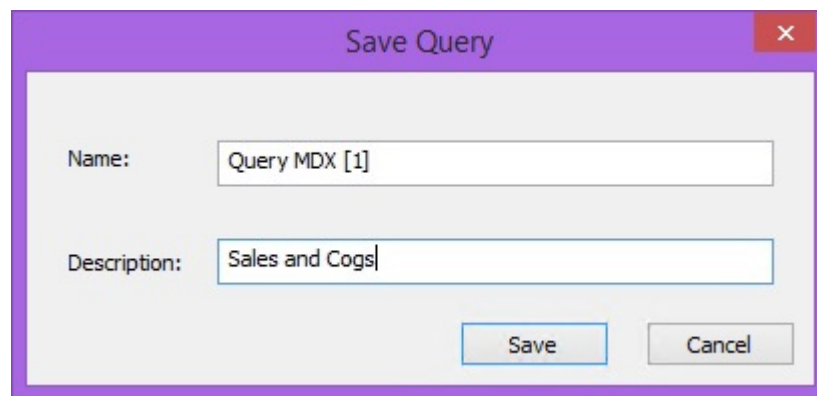 Save Query
Name: Query MDX [1]
Description: Sales and Cogs
Save Cancel